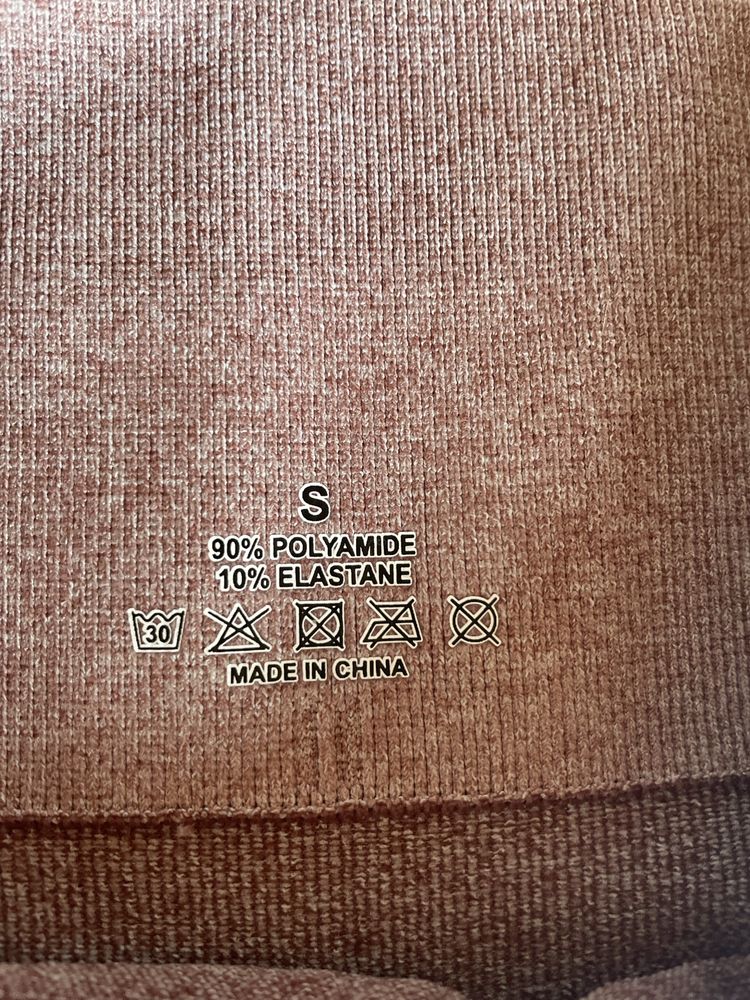 S
90% POLYAMIDE
10% ELASTANE
30
MADE IN CHINA